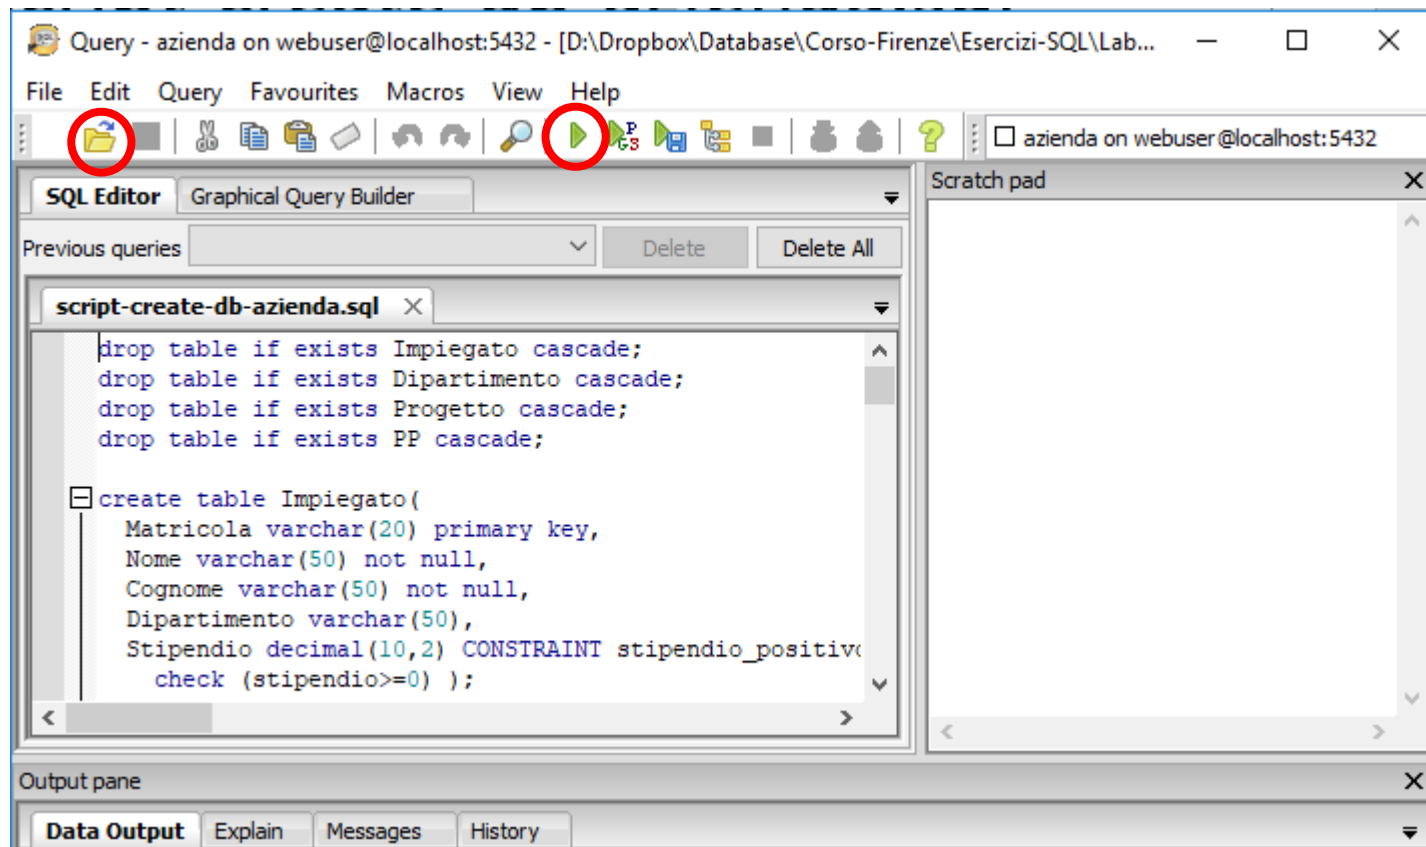 Query - azienda on webuser@localhost:5432 - [D:\Dropbox\Database\Corso-Firenze\Esercizi-SQL\Lab...
File Edit Query Favourites Macros View Help
azienda on webuser@localhost:5432
SQL Editor Graphical Query Builder
Scratch pad
Previous queries Delete Delete All
script-create-db-azienda.sql
drop table if exists Impiegato cascade;
drop table if exists Dipartimento cascade;
drop table if exists Progetto cascade;
drop table if exists PP cascade;
create table Impiegato(
Matricola varchar(20) primary key,
Nome varchar(50) not null,
Cognome varchar(50) not null,
Dipartimento varchar(50),
Stipendio decimal(10,2) CONSTRAINT stipendio_positivo
check (stipendio>=0) );
Output pane
Data Output Explain Messages History